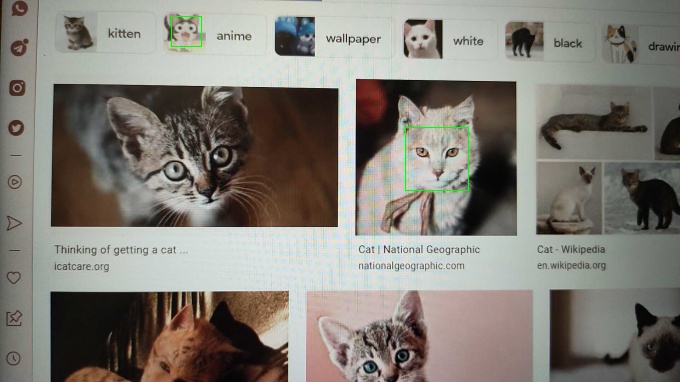 kitten
anime
wallpaper
white
black
Thinking of getting a cat ...
icatcare.org
Cat | National Geographic
nationalgeographic.com
Cat - Wikipedia
en.wikipedia.org